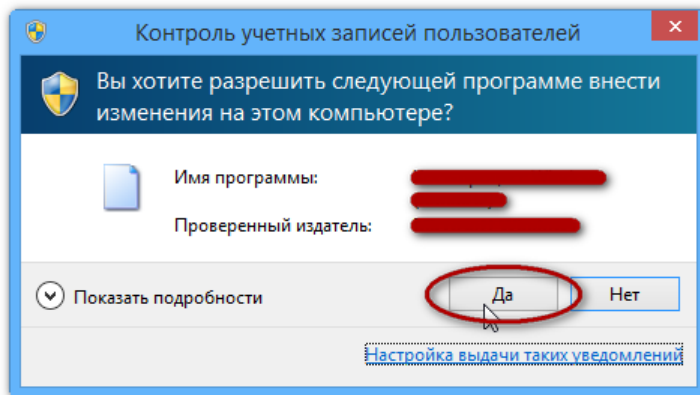 Контроль учетных записей пользователей
Вы хотите разрешить следующей программе внести
изменения на этом компьютере?
Имя программы:
Проверенный издатель:
Показать подробности
Да
Нет
Настройка выдачи таких уведомлений